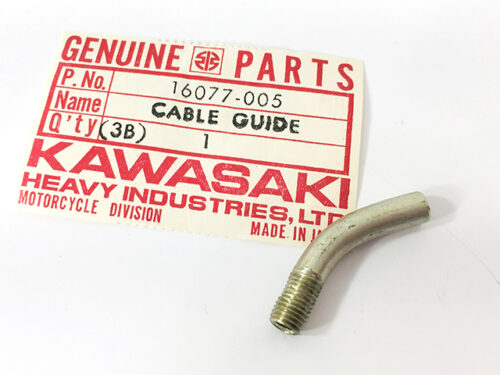 GENUINE PARTS
P. No. 16077-005
Name CABLE GUIDE
Q'ty (3B) 1
KAWASAKI
HEAVY INDUSTRIES, LTD
MOTORCYCLE DIVISION
MADE IN